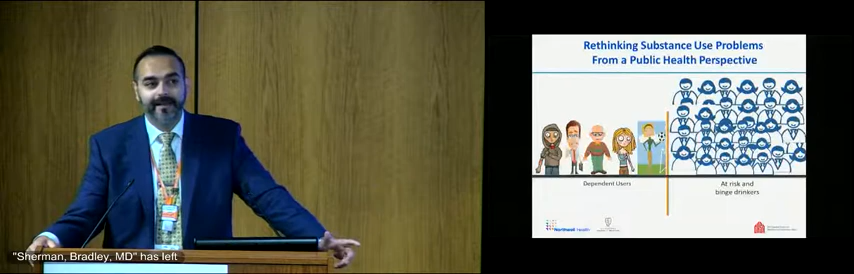 "Sherman, Bradley, MD" has left
Rethinking Substance Use Problems
From a Public Health Perspective
Dependent Users
At risk and
binge drinkers
Northwell Health